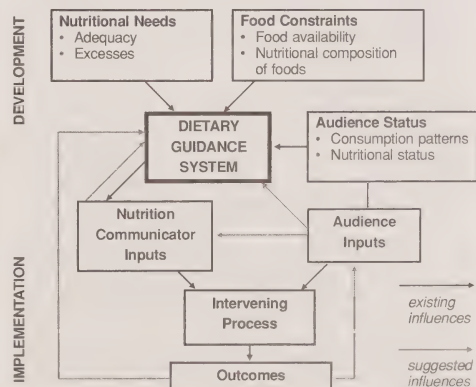 DEVELOPMENT
Nutritional Needs
• Adequacy
• Excesses
Food Constraints
• Food availability
• Nutritional composition
of foods
DIETARY
GUIDANCE
SYSTEM
Audience Status
• Consumption patterns
• Nutritional status
IMPLEMENTATION
Nutrition
Communicator
Inputs
Audience
Inputs
Intervening
Process
Outcomes
existing
influences
suggested
influences